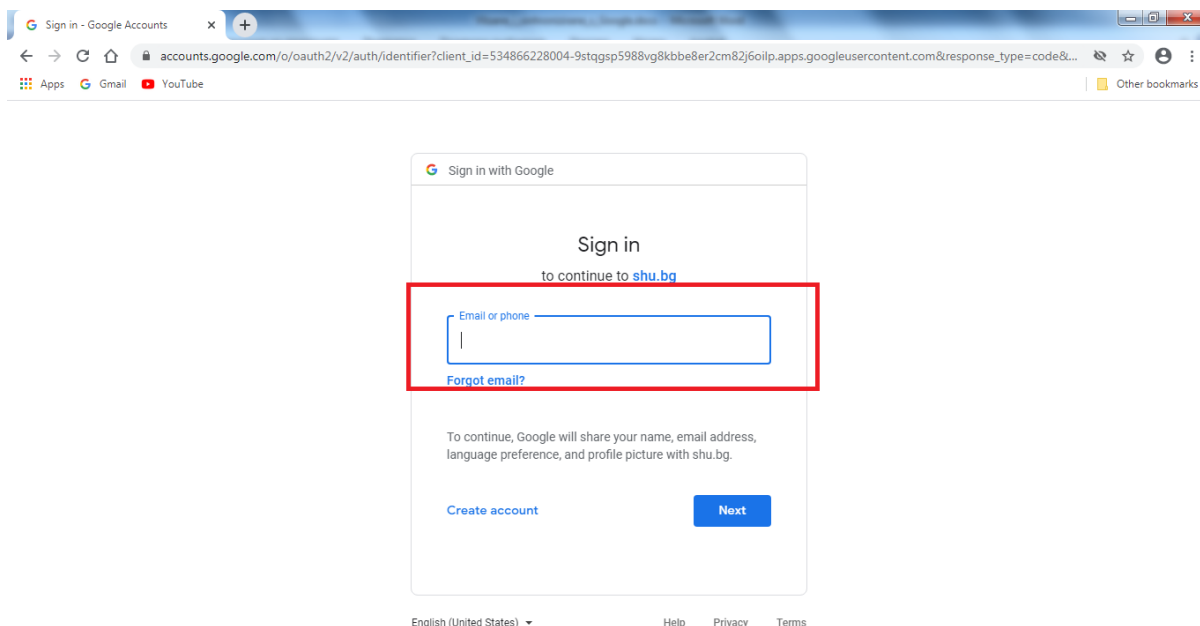 Sign in - Google Accounts
accounts.google.com/o/oauth2/v2/auth/identifier?client_id=534866228004-9stqgsp5988vg8kbbe8er2cm82j6oilp.apps.googleusercontent.com&response_type=code&...
Apps Gmail YouTube Other bookmarks
Sign in with Google
Sign in
to continue to shu.bg
Email or phone
Forgot email?
To continue, Google will share your name, email address,
language preference, and profile picture with shu.bg.
Create account Next
English (United States) Help Privacy Terms